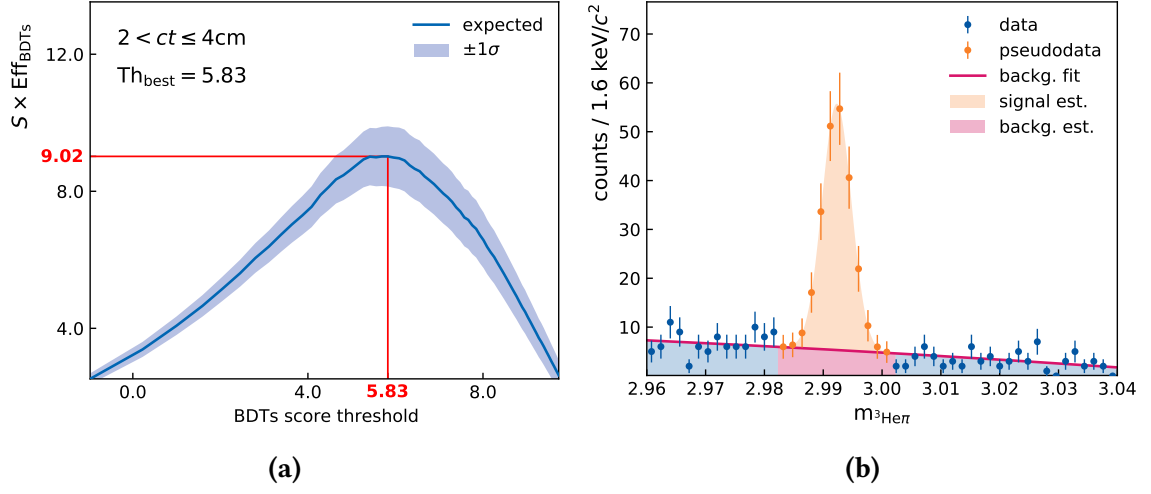 S × Eff_BDTs
12.0
9.02
8.0
4.0
2 < ct ≤ 4cm
Th_best = 5.83
expected
±1σ
0.0 4.0 5.83 8.0
BDTs score threshold
(a)
counts / 1.6 keV/c²
70
60
50
40
30
20
10
data
pseudodata
backg. fit
signal est.
backg. est.
2.96 2.97 2.98 2.99 3.00 3.01 3.02 3.03 3.04
m_³Heπ
(b)